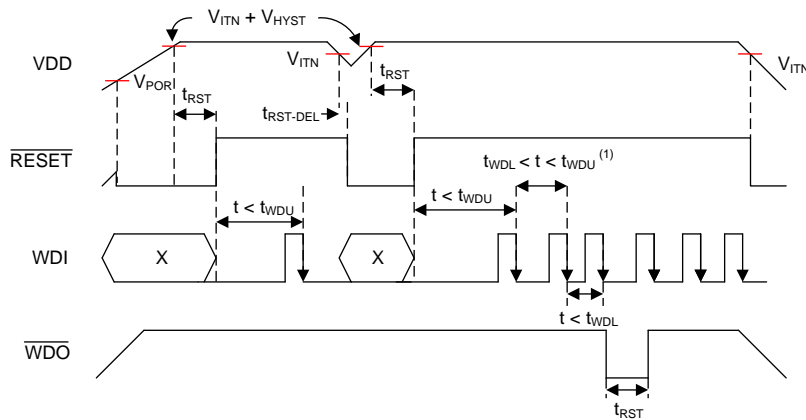 V_ITN + V_HYST
VDD
V_POR
V_ITN
V_ITN
t_RST
t_RST
t_RST-DEL
RESET
t_WDL < t < t_WDU (1)
t < t_WDU
t < t_WDU
WDI
X
X
t < t_WDL
WDO
t_RST